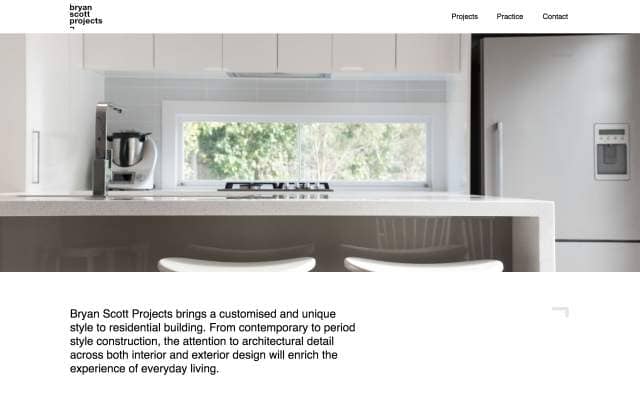 bryan
scott
projects
Projects Practice Contact
Bryan Scott Projects brings a customised and unique
style to residential building. From contemporary to period
style construction, the attention to architectural detail
across both interior and exterior design will enrich the
experience of everyday living.